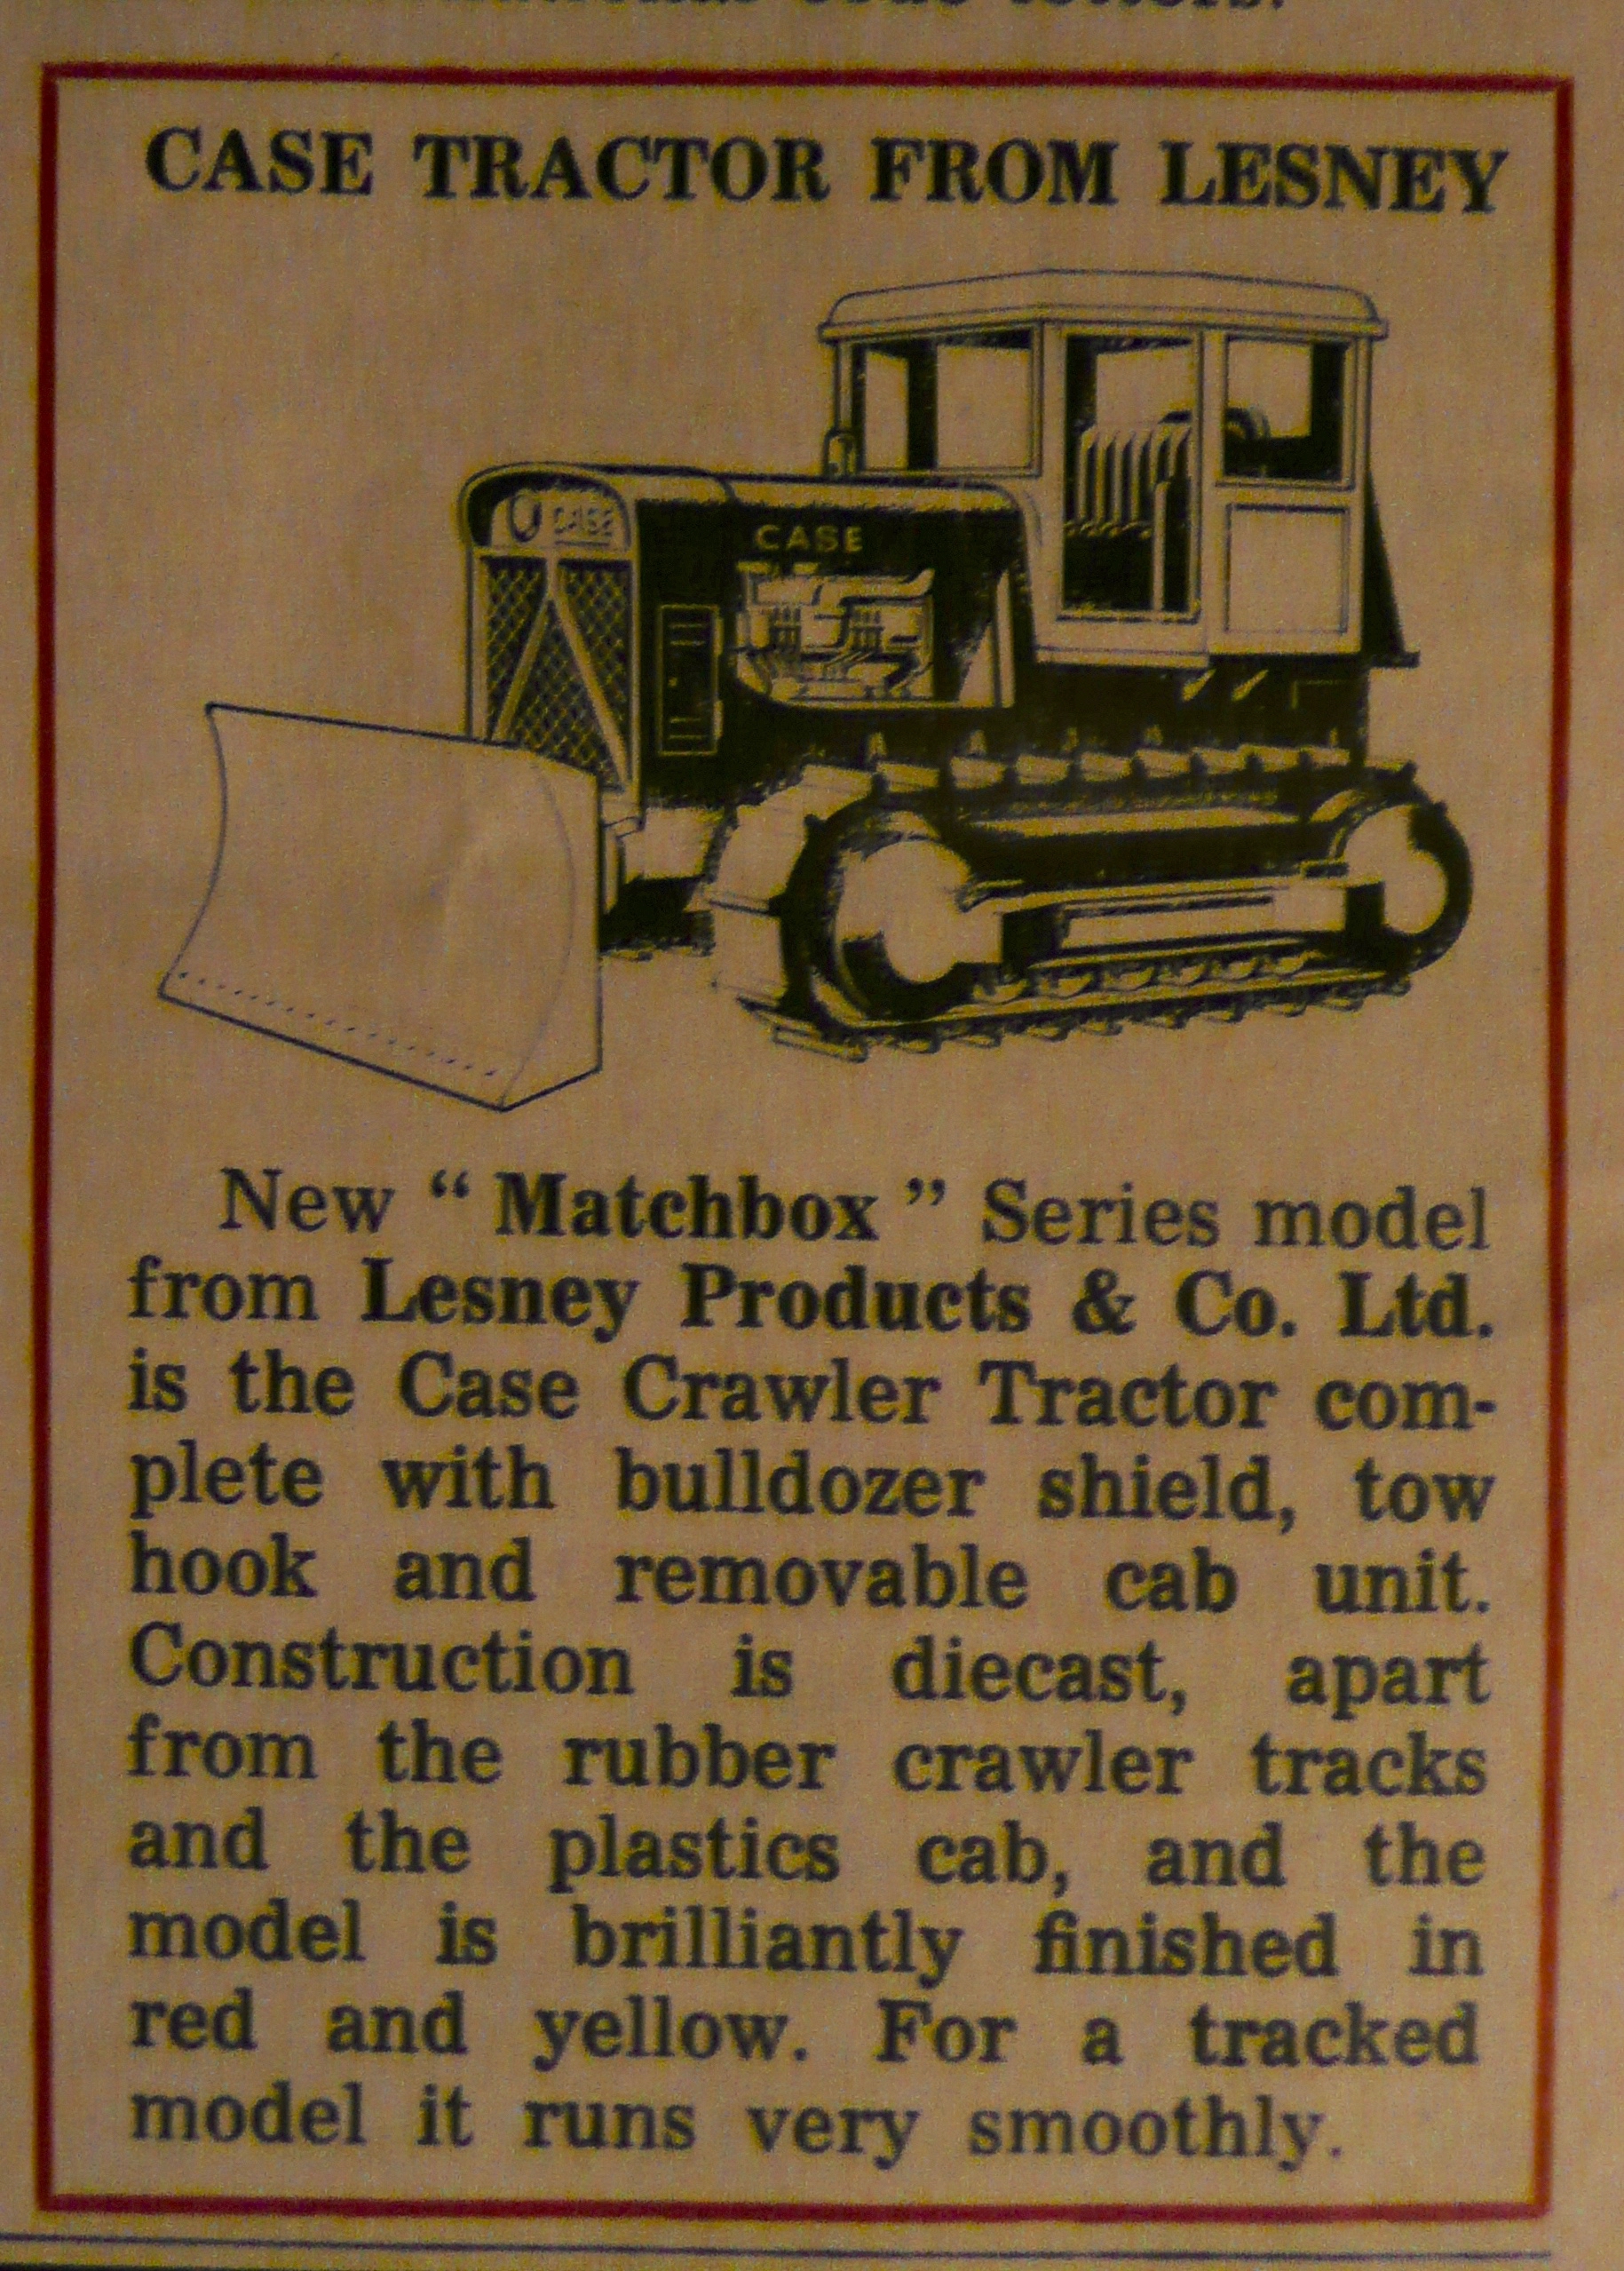 CASE TRACTOR FROM LESNEY
CASE
CASE
New “ Matchbox ” Series model
from Lesney Products & Co. Ltd.
is the Case Crawler Tractor com-
plete with bulldozer shield, tow
hook and removable cab unit.
Construction is diecast, apart
from the rubber crawler tracks
and the plastics cab, and the
model is brilliantly finished in
red and yellow. For a tracked
model it runs very smoothly.